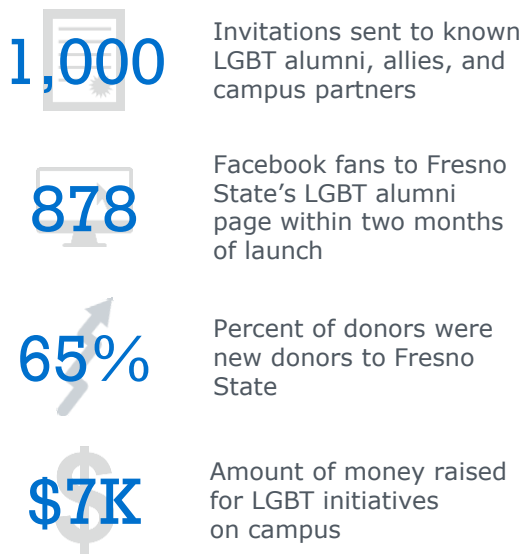 1,000
Invitations sent to known
LGBT alumni, allies, and
campus partners
878
Facebook fans to Fresno
State's LGBT alumni
page within two months
of launch
65%
Percent of donors were
new donors to Fresno
State
$7K
Amount of money raised
for LGBT initiatives
on campus